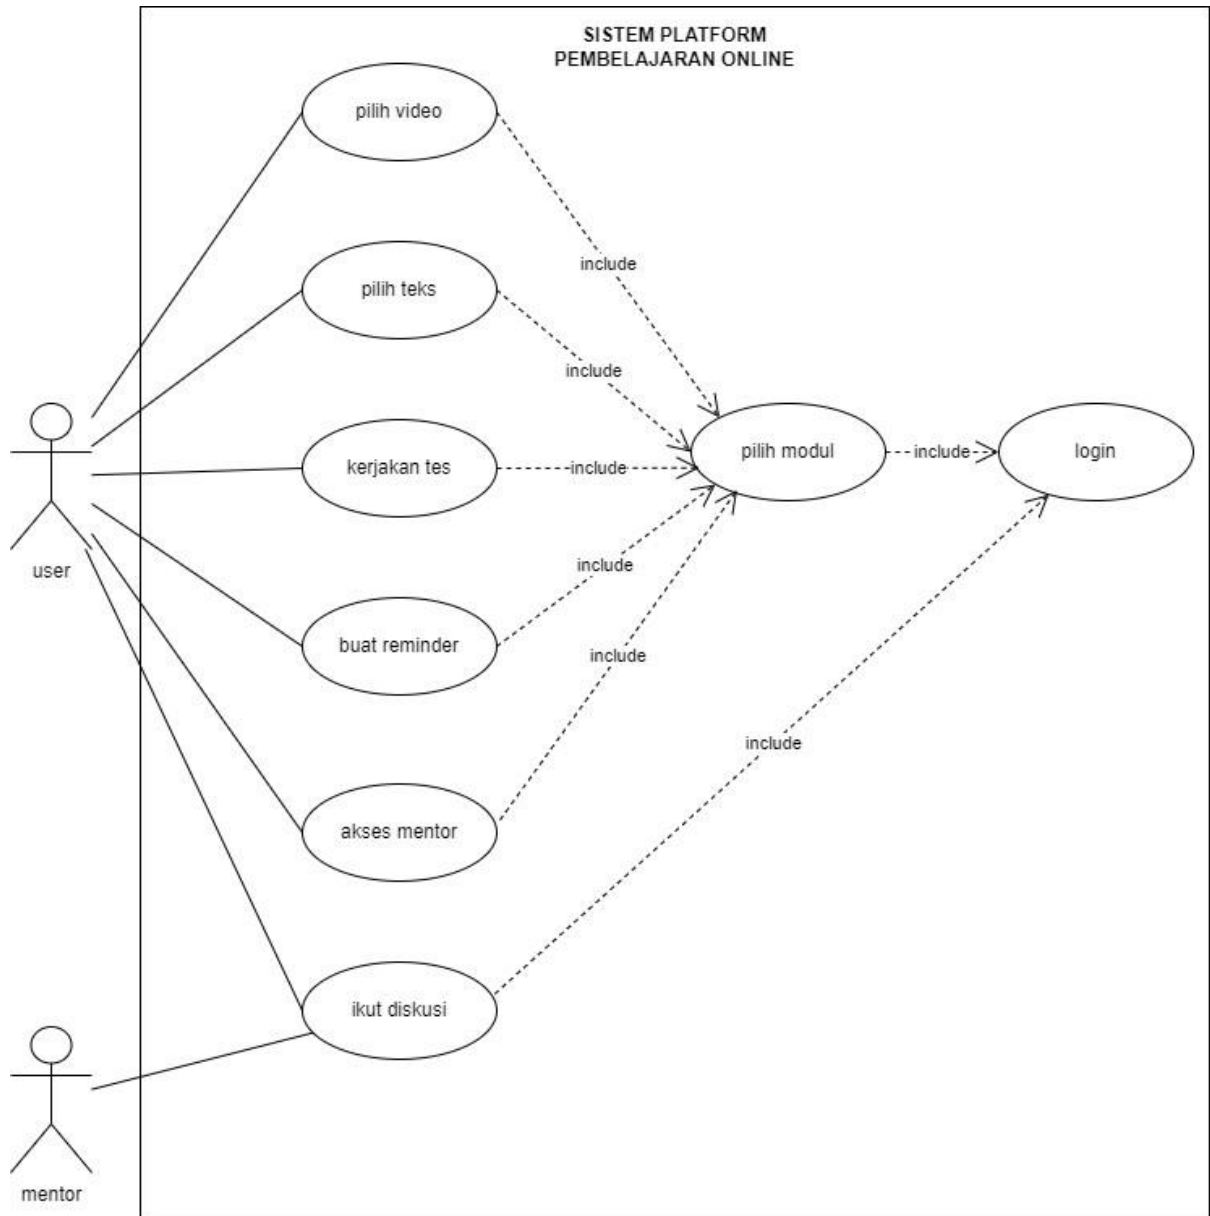 SISTEM PLATFORM
PEMBELAJARAN ONLINE
pilih video
include
pilih teks
include
kerjakan tes
include
pilih modul
include
login
user
include
buat reminder
include
include
akses mentor
ikut diskusi
mentor